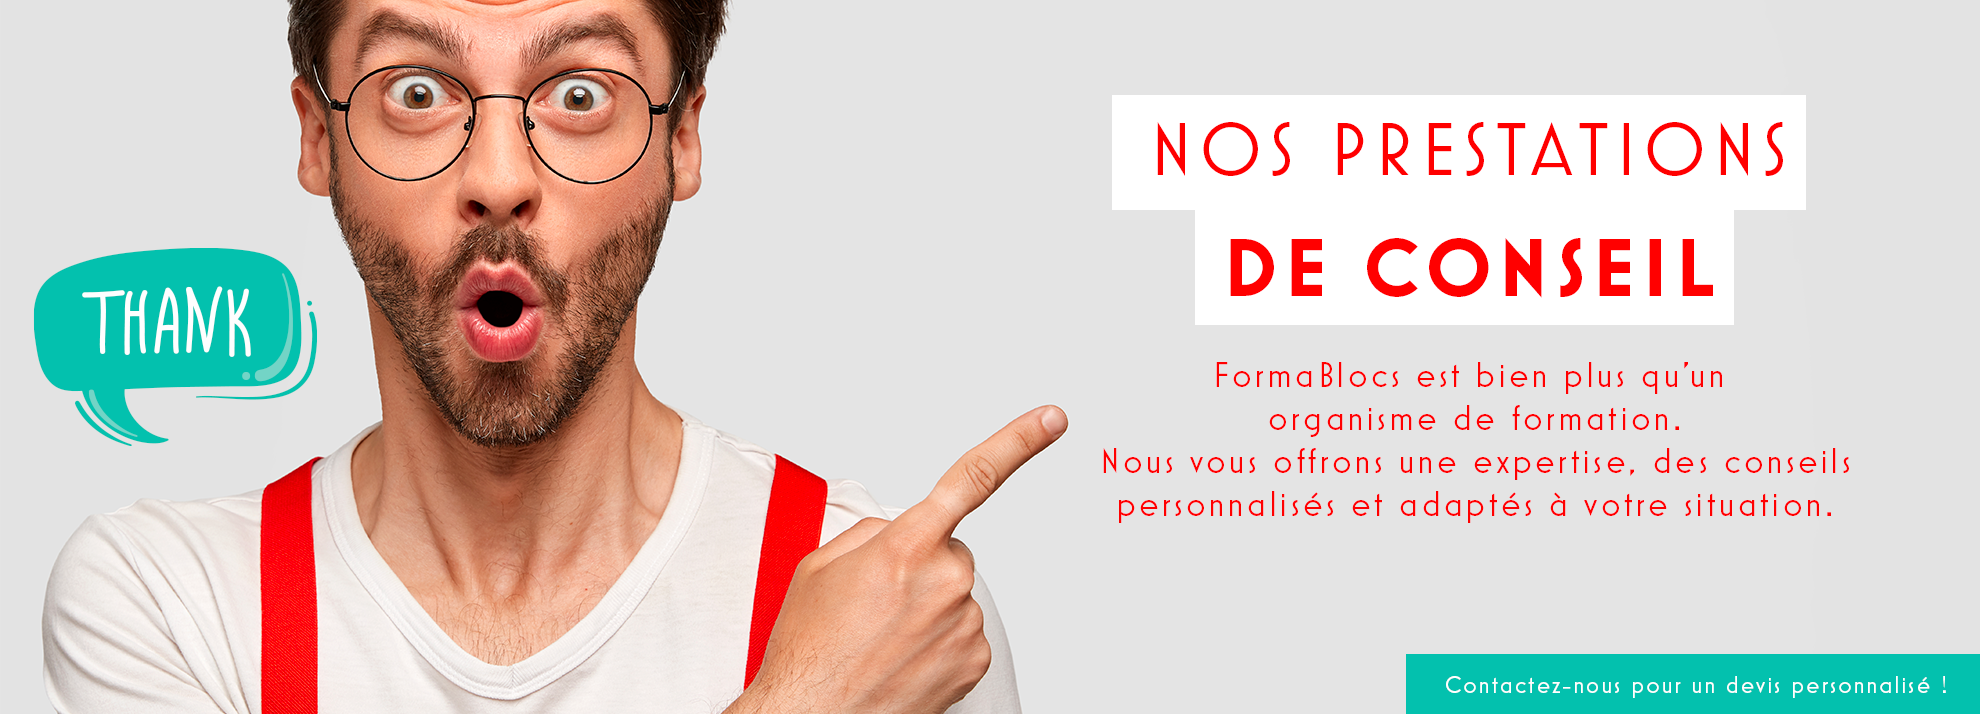 THANK
NOS PRESTATIONS
DE CONSEIL
FormaBlocs est bien plus qu'un
organisme de formation.
Nous vous offrons une expertise, des conseils
personnalisés et adaptés à votre situation.
Contactez-nous pour un devis personnalisé !